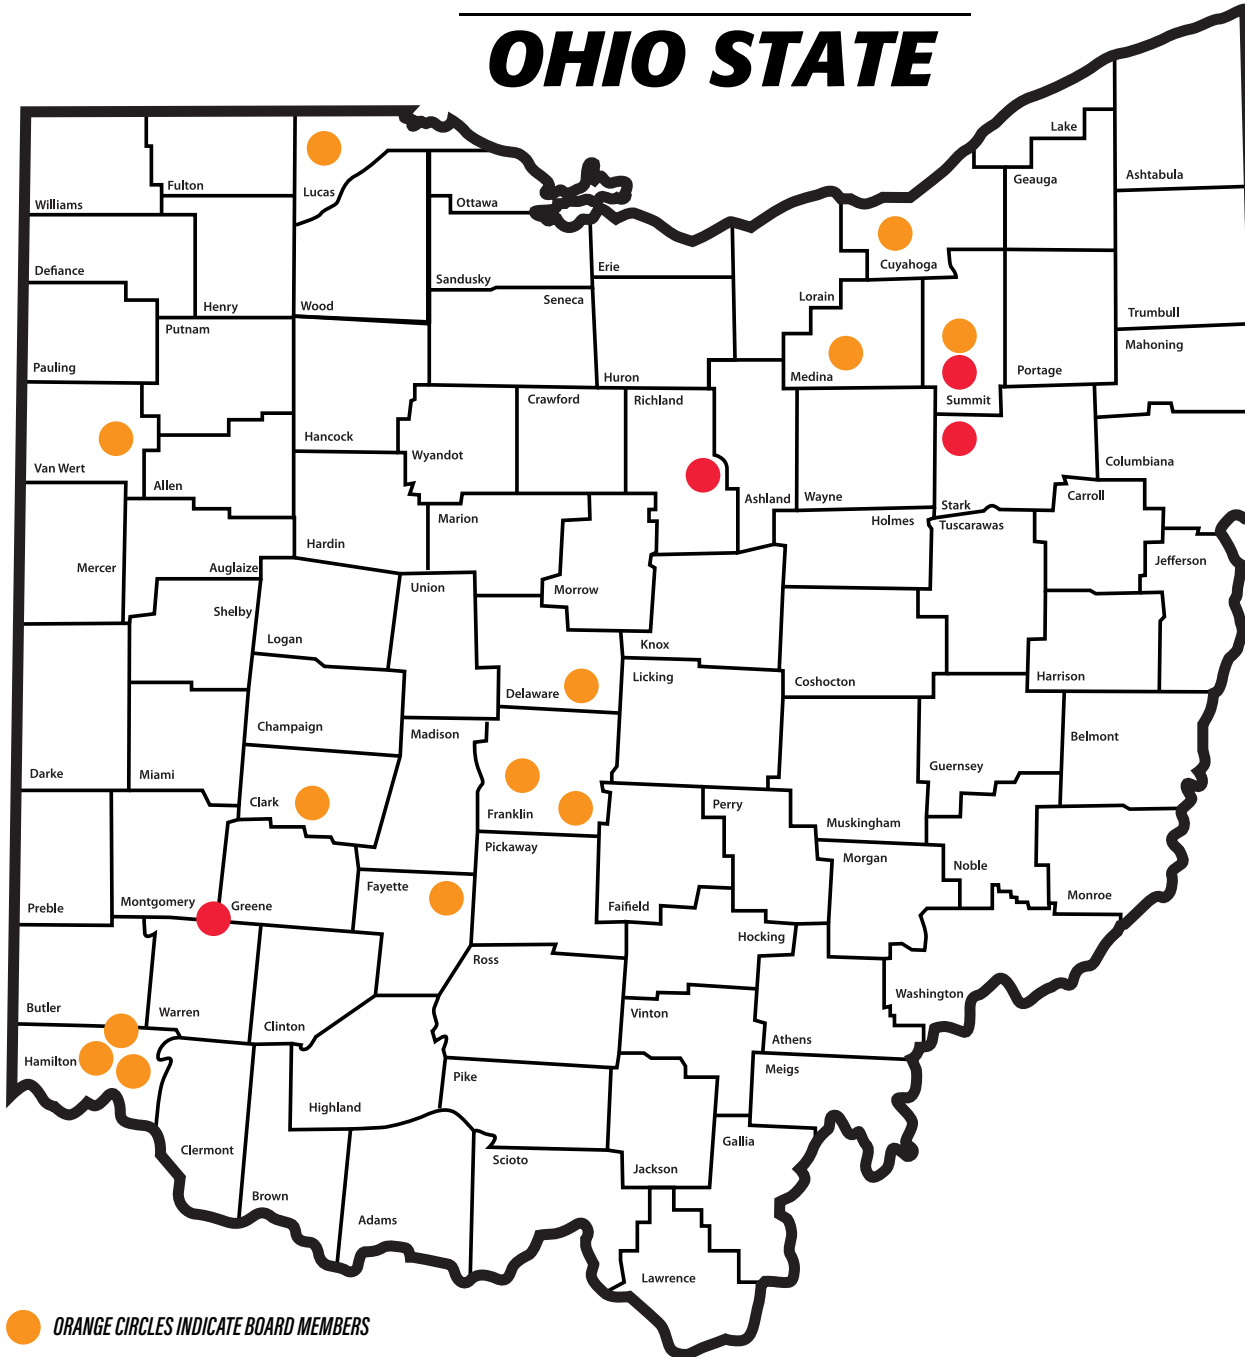 OHIO STATE
Lake
Geauga
Ashtabula
Fulton
Lucas
Williams
Ottawa
Cuyahoga
Defiance
Erie
Sandusky
Henry
Wood
Seneca
Lorain
Trumbull
Putnam
Mahoning
Pauling
Huron
Medina
Portage
Summit
Crawford
Richland
Hancock
Wyandot
Van Wert
Columbiana
Allen
Ashland
Wayne
Stark
Carroll
Marion
Holmes
Tuscarawas
Hardin
Mercer
Auglaize
Jefferson
Union
Morrow
Shelby
Logan
Knox
Licking
Coshocton
Harrison
Delaware
Champaign
Madison
Belmont
Darke
Miami
Guernsey
Clark
Perry
Franklin
Muskingham
Pickaway
Morgan
Noble
Fayette
Monroe
Preble
Montgomery
Greene
Faifield
Hocking
Ross
Washington
Butler
Warren
Clinton
Vinton
Athens
Hamilton
Meigs
Pike
Highland
Gallia
Clermont
Scioto
Jackson
Brown
Adams
Lawrence
ORANGE CIRCLES INDICATE BOARD MEMBERS